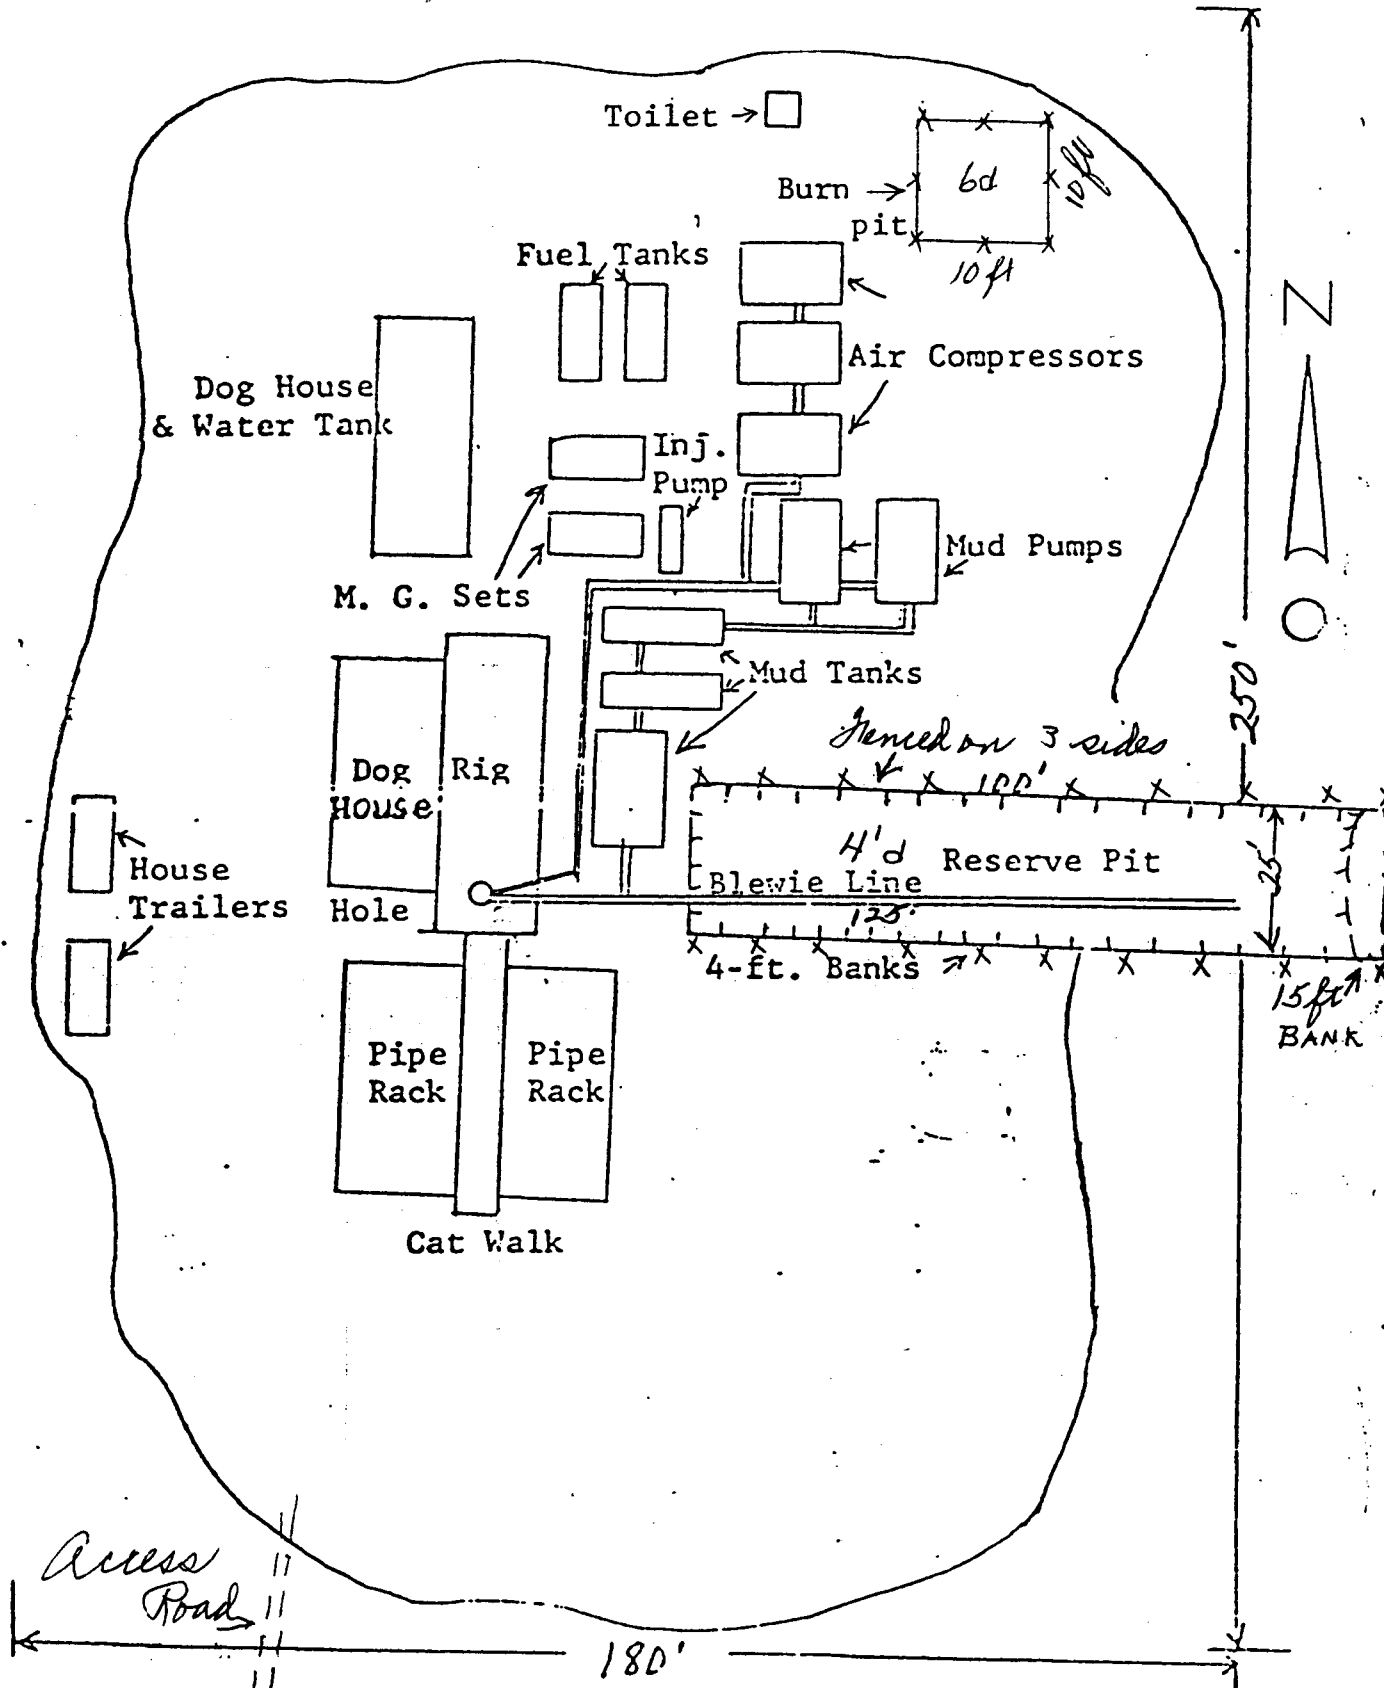 Toilet
6d
10 ft
Burn
pit
10 ft
Fuel Tanks
N
Air Compressors
Dog House
& Water Tank
Inj.
Pump
Mud Pumps
M. G. Sets
Mud Tanks
250'
Fenced on 3 sides
100'
Dog
House
Rig
4'd
Reserve Pit
25'
House
Trailers
Blewie Line
125'
Hole
4-ft. Banks
15 ft
BANK
Pipe
Rack
Pipe
Rack
Cat Walk
Access
Road
180'